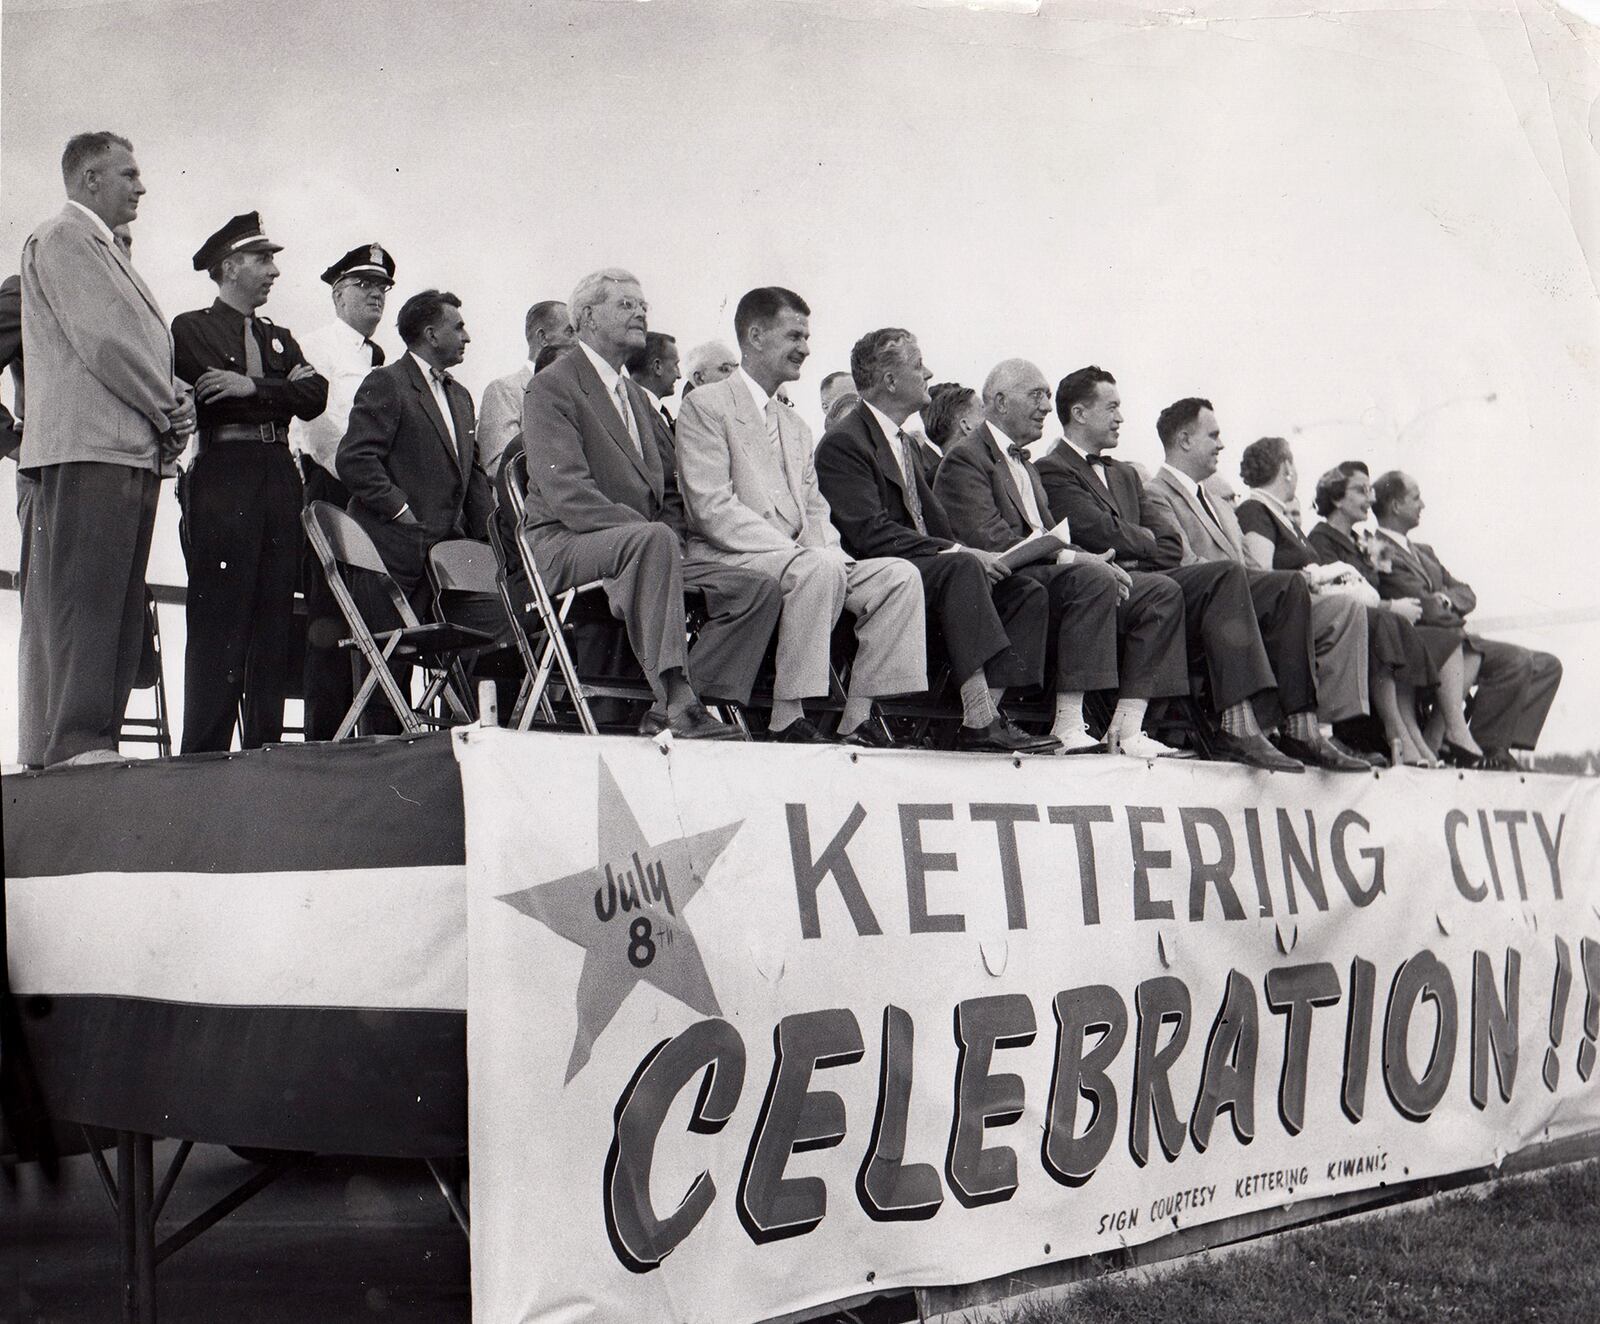 July
8TH
KETTERING CITY
CELEBRATION!!
SIGN COURTESY KETTERING KIWANIS